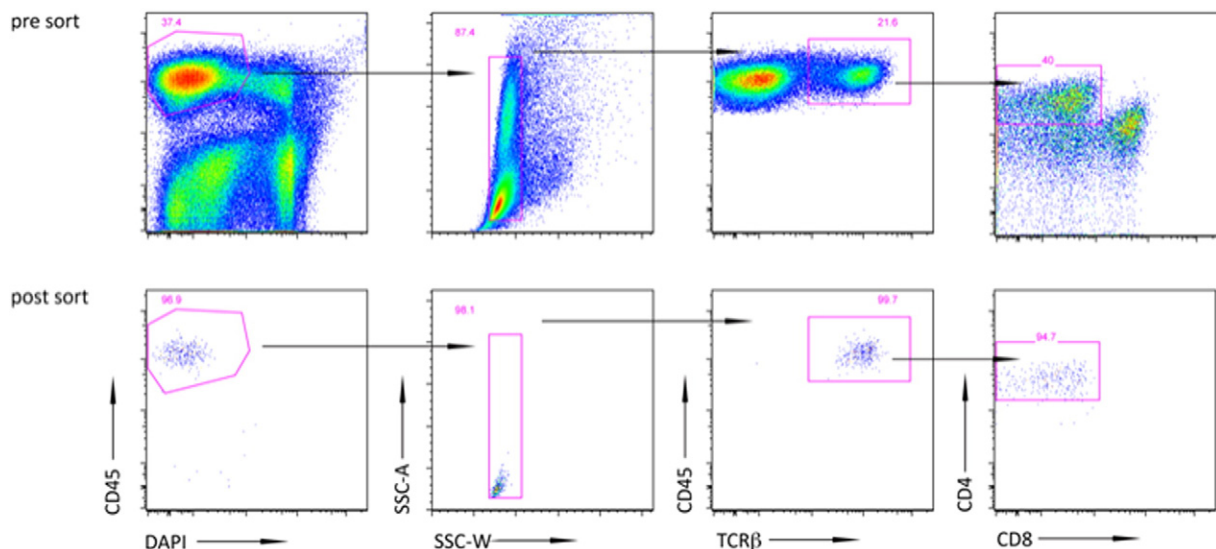 pre sort
37.4
87.4
21.6
40
post sort
98.9
98.1
99.7
94.7
CD45
SSC-A
CD45
CD4
DAPI
SSC-W
TCRβ
CD8